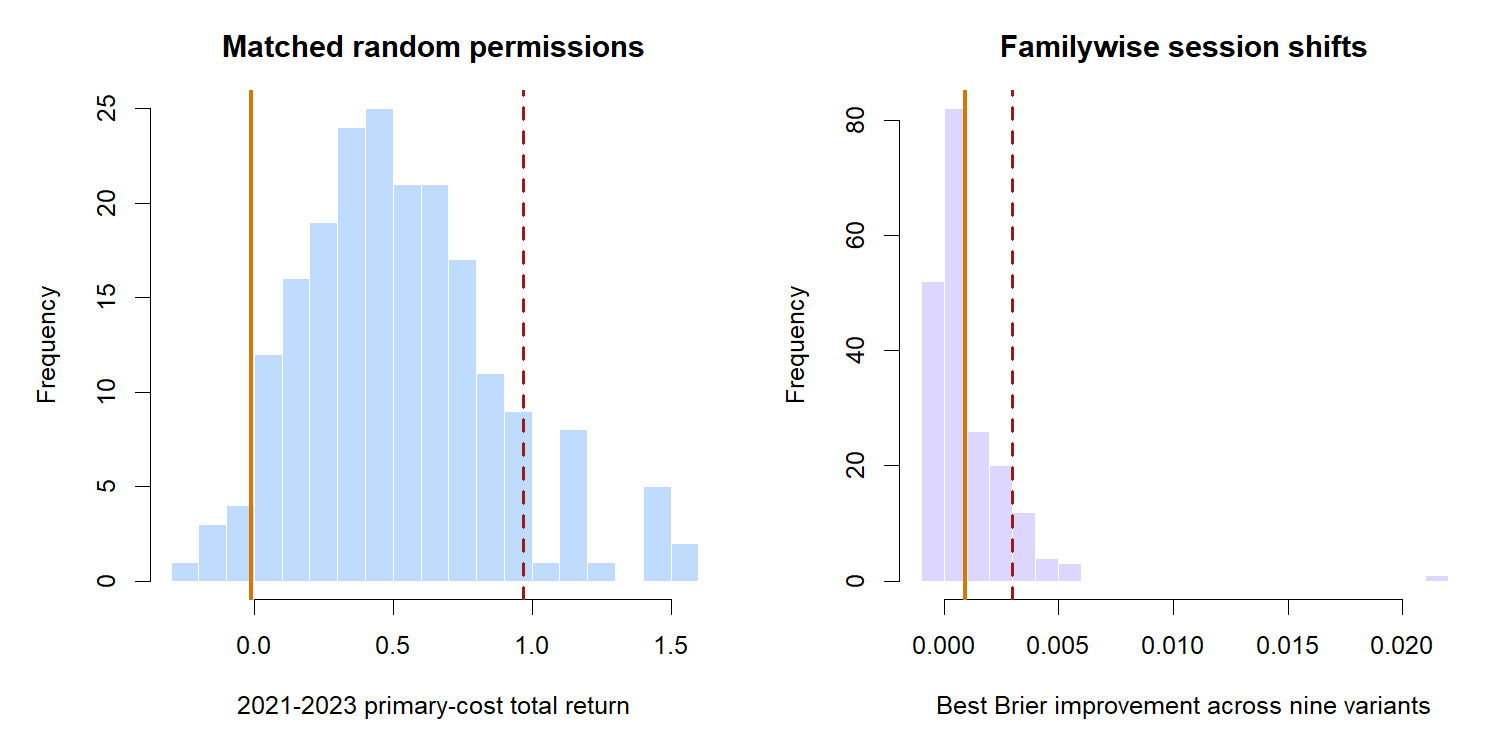 Matched random permissions
Frequency
25
20
15
10
5
0
0.0 0.5 1.0 1.5
2021-2023 primary-cost total return
Familywise session shifts
Frequency
80
60
40
20
0
0.000 0.005 0.010 0.015 0.020
Best Brier improvement across nine variants